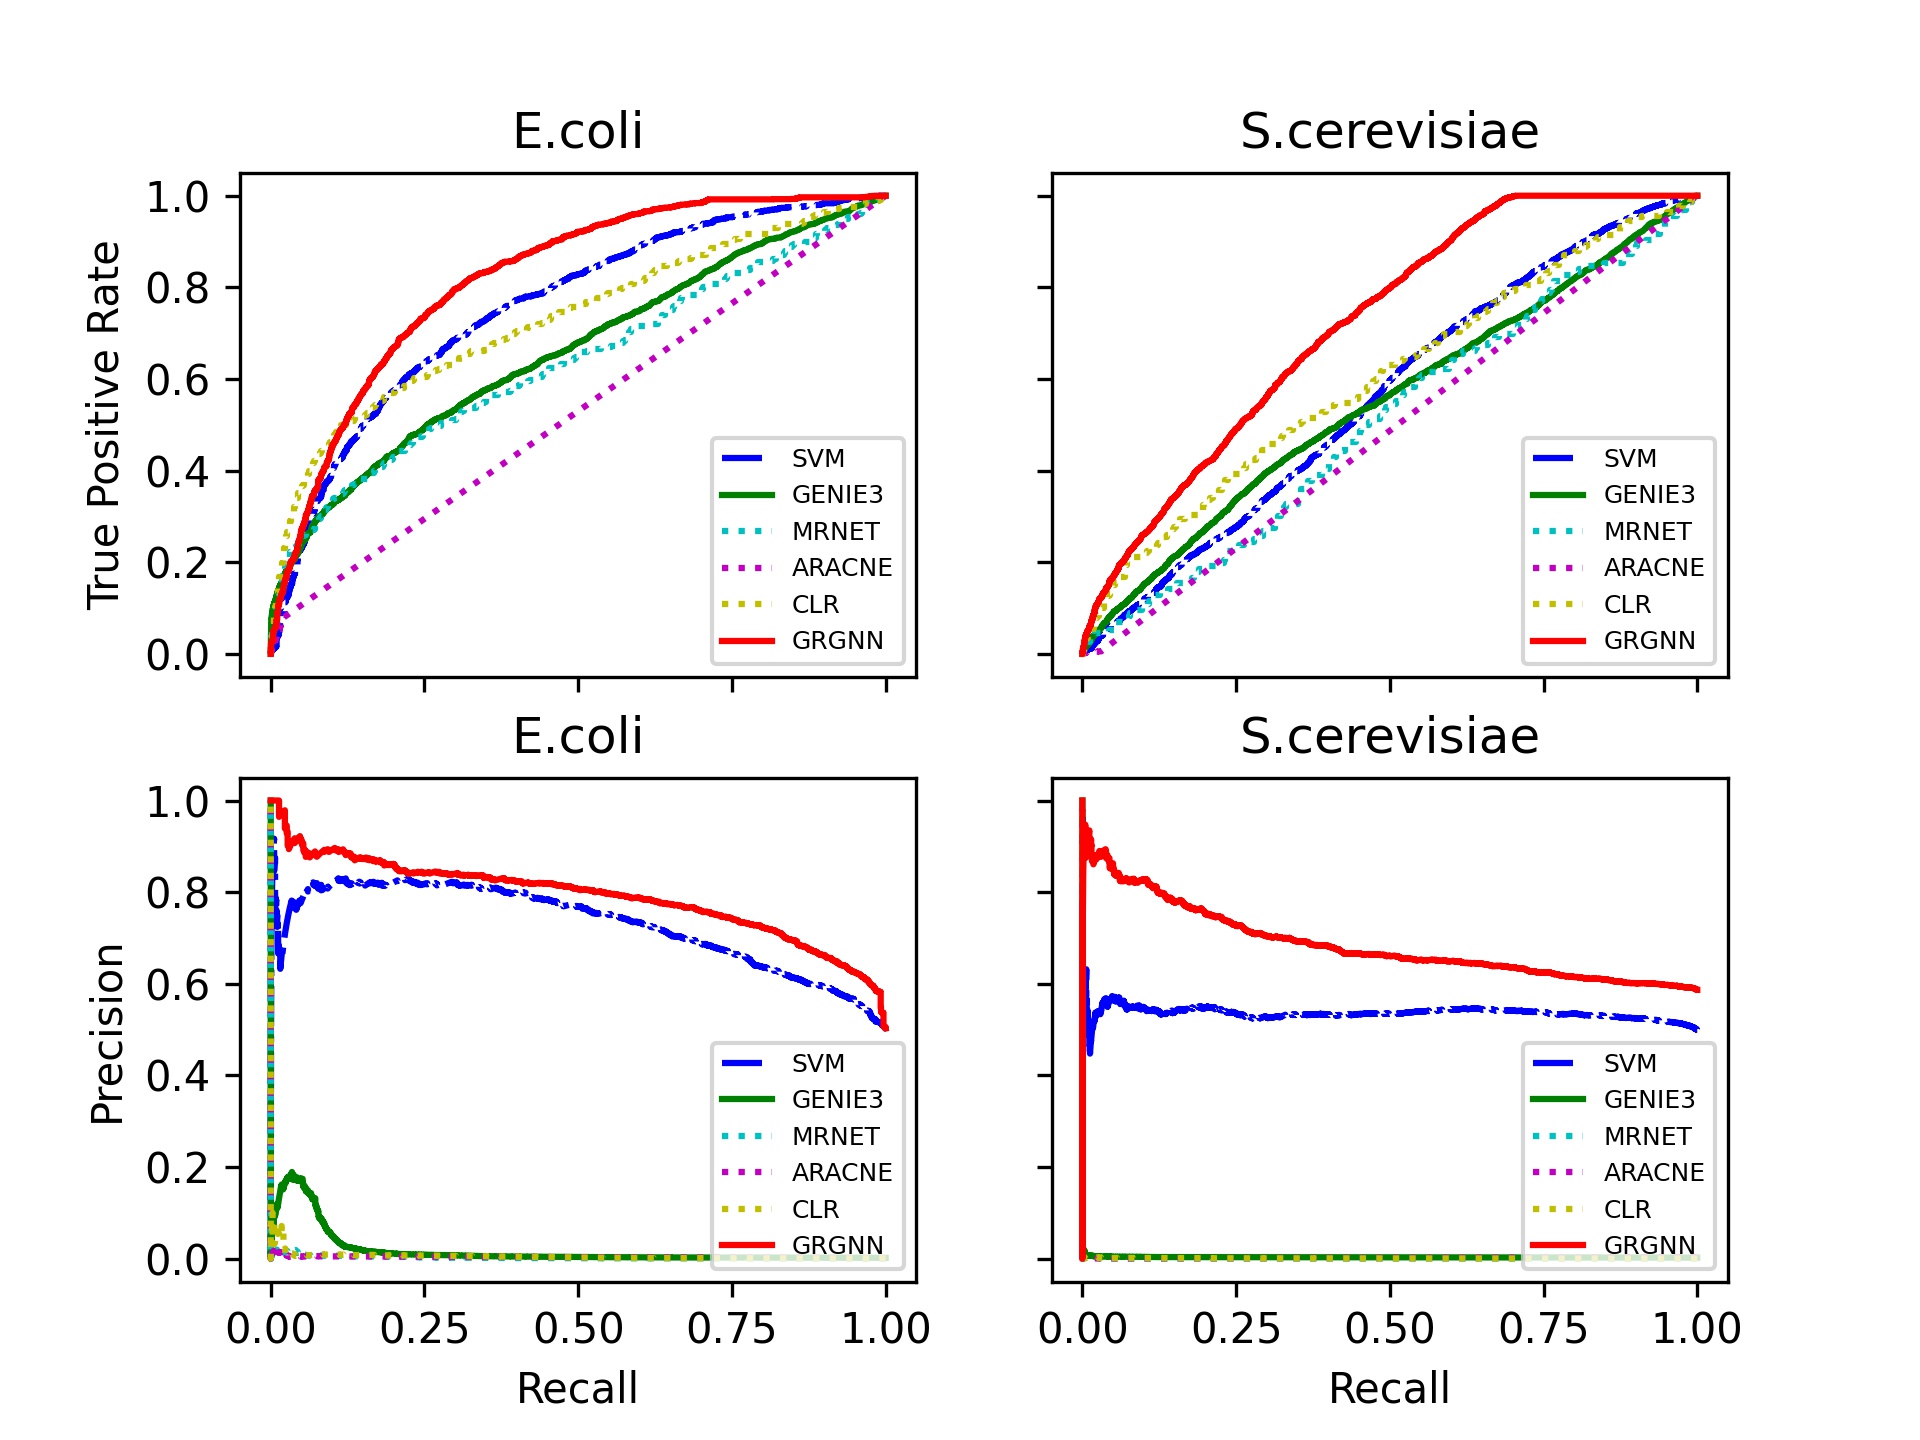 E.coli
S.cerevisiae
True Positive Rate
1.0
0.8
0.6
0.4
0.2
0.0
SVM
GENIE3
MRNET
ARACNE
CLR
GRGNN
SVM
GENIE3
MRNET
ARACNE
CLR
GRGNN
E.coli
S.cerevisiae
Precision
1.0
0.8
0.6
0.4
0.2
0.0
SVM
GENIE3
MRNET
ARACNE
CLR
GRGNN
SVM
GENIE3
MRNET
ARACNE
CLR
GRGNN
0.00 0.25 0.50 0.75 1.00
0.00 0.25 0.50 0.75 1.00
Recall
Recall